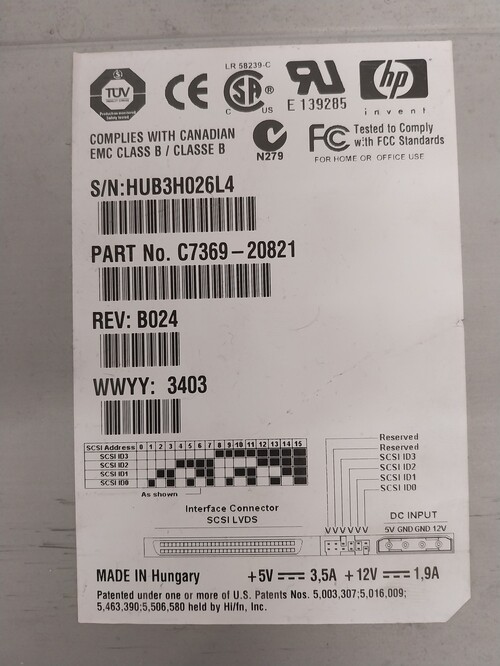 LR 58239-C
TUV
CE
SA
®
C US
RU
E 139285
hp
invent
COMPLIES WITH CANADIAN
EMC CLASS B / CLASSE B
N279
FC
Tested to Comply
with FCC Standards
FOR HOME OR OFFICE USE
S/N:HUB3H026L4
PART No. C7369-20821
REV: B024
WWYY: 3403
SCSI Address 0 1 2 3 4 5 6 7 8 9 10 11 12 13 14 15
SCSI ID3
SCSI ID2
SCSI ID1
SCSI ID0
As shown
Reserved
Reserved
SCSI ID3
SCSI ID2
SCSI ID1
SCSI ID0
Interface Connector
SCSI LVDS
DC INPUT
5V GND GND 12V
MADE IN Hungary +5V 3,5A +12V 1,9A
Patented under one or more of U.S. Patents Nos. 5,003,307;5,016,009;
5,463,390;5,506,580 held by Hi/fn, Inc.